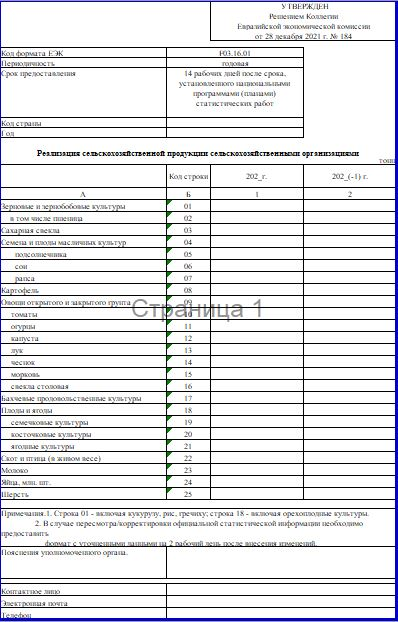 УТВЕРЖДЕН
Решением Коллегии
Евразийской экономической комиссии
от 28 декабря 2021 г. № 184
Код формата ЕЭК F03.16.01
Периодичность годовая
Срок предоставления 14 рабочих дней после срока,
установленного национальными
программами (планами)
статистических работ
Код страны
Год
Реализация сельскохозяйственной продукции сельскохозяйственными организациями
тонн
Код строки 202_г. 202_(-1) г.
А Б 1 2
Зерновые и зернобобовые культуры 01
в том числе пшеница 02
Сахарная свекла 03
Семена и плоды масличных культур 04
подсолнечника 05
сои 06
рапса 07
Картофель 08
Овощи открытого и закрытого грунта 09
Страница 1
томаты 10
огурцы 11
капуста 12
лук 13
чеснок 14
морковь 15
свекла столовая 16
Бахчевые продовольственные культуры 17
Плоды и ягоды 18
семечковые культуры 19
косточковые культуры 20
ягодные культуры 21
Скот и птица (в живом весе) 22
Молоко 23
Яйца, млн. шт. 24
Шерсть 25
Примечания.1. Строка 01 - включая кукурузу, рис, гречиху; строка 18 - включая орехоплодные культуры.
2. В случае пересмотра/корректировки официальной статистической информации необходимо
предоставить
формат с уточненными данными на 2 рабочий день после внесения изменений.
Пояснения уполномоченного органа.
Контактное лицо
Электронная почта
Телефон